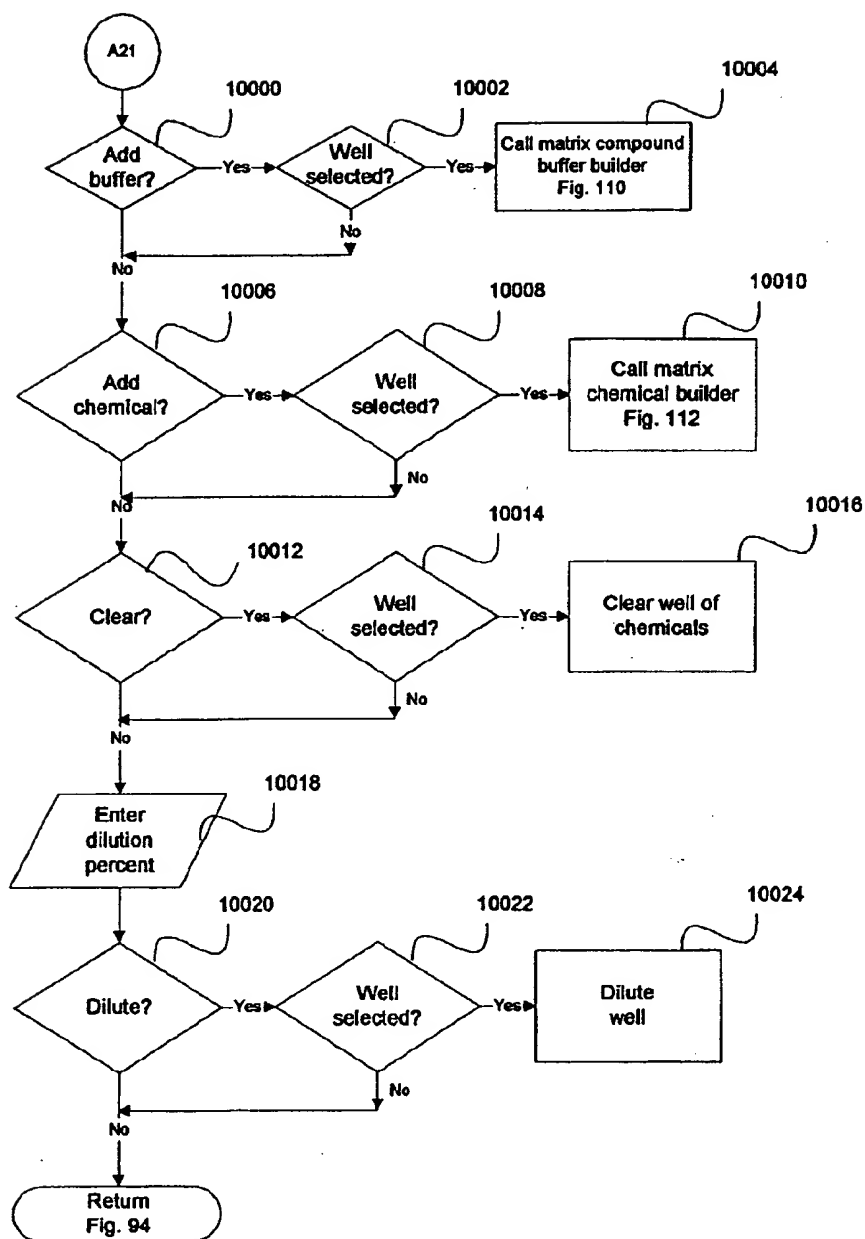 A21
10000
10002
10004
Add
buffer?
Yes
Well
selected?
Yes
Call matrix compound
buffer builder
Fig. 110
No
No
10006
10008
10010
Add
chemical?
Yes
Well
selected?
Yes
Call matrix
chemical builder
Fig. 112
No
No
10012
10014
10016
Clear?
Yes
Well
selected?
Yes
Clear well of
chemicals
No
No
10018
Enter
dilution
percent
10020
10022
10024
Dilute?
Yes
Well
selected?
Yes
Dilute
well
No
No
Return
Fig. 94